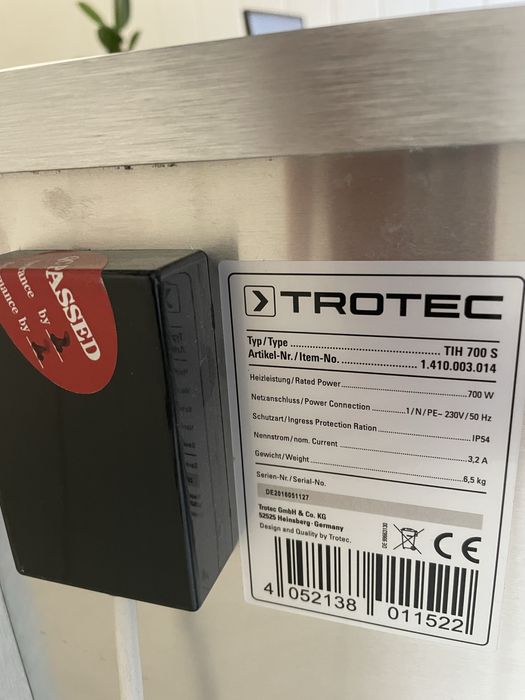 PASSED
TROTEC
Typ/Type ........ TIH 700 S
Artikel-Nr./Item-No. ........ 1.410.003.014
Heizleistung/Rated Power ........ 700 W
Netzanschluss/Power Connection ........ 1/N/PE~ 230V/50 Hz
Schutzart/Ingress Protection Ration ........ IP54
Nennstrom/nom. Current ........ 3,2 A
Gewicht/Weight ........ 6,5 kg
Serien-Nr./Serial-No.
DE2016051127
Trotec GmbH & Co. KG
52525 Heinsberg · Germany
Design and Quality by Trotec.
CE
4 052138 011522